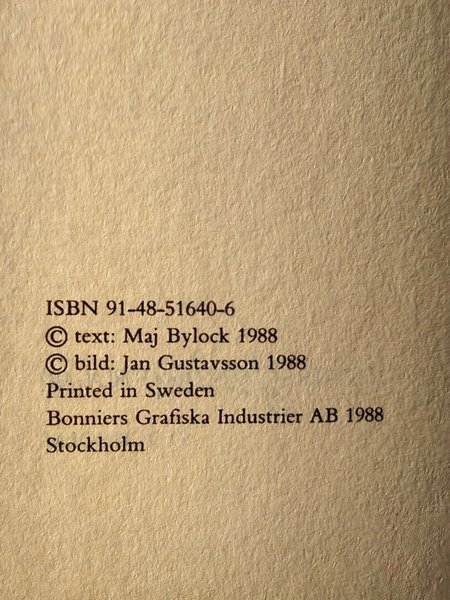 ISBN 91-48-51640-6
© text: Maj Bylock 1988
© bild: Jan Gustavsson 1988
Printed in Sweden
Bonniers Grafiska Industrier AB 1988
Stockholm